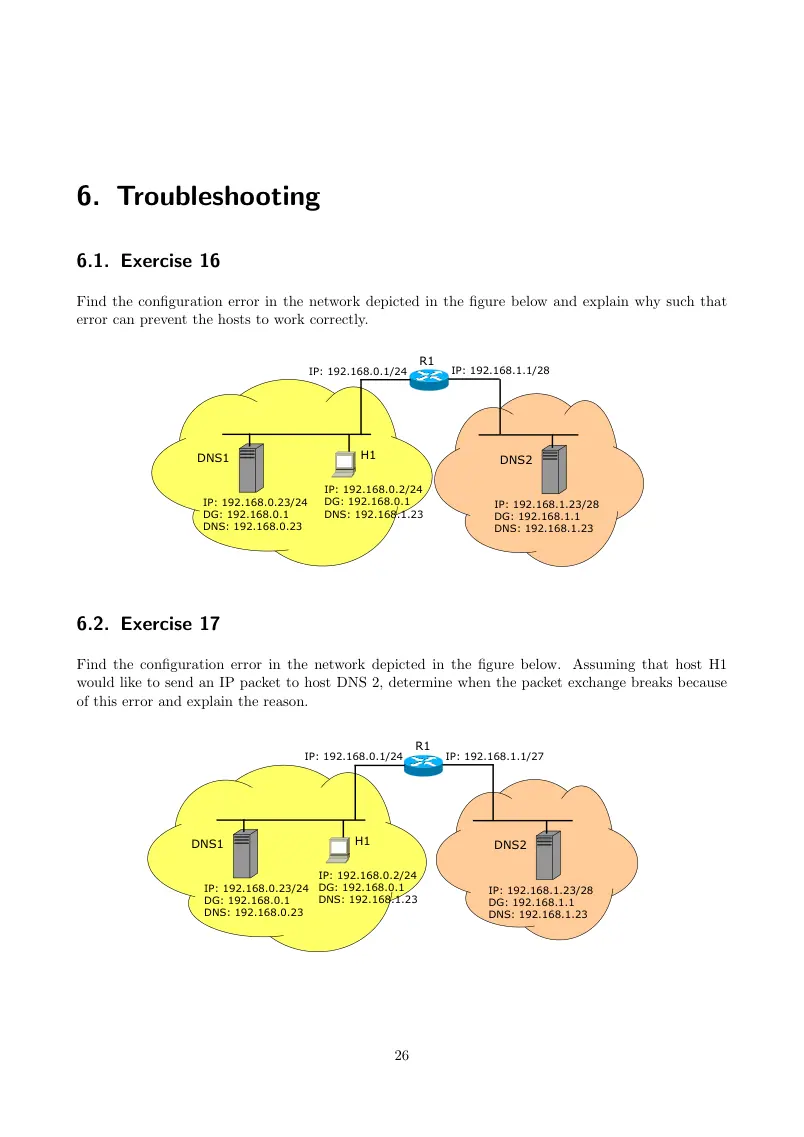 6. Troubleshooting
6.1. Exercise 16
Find the configuration error in the network depicted in the figure below and explain why such that
error can prevent the hosts to work correctly.
R1
IP: 192.168.0.1/24
IP: 192.168.1.1/28
DNS1
H1
DNS2
IP: 192.168.0.23/24
DG: 192.168.0.1
DNS: 192.168.0.23
IP: 192.168.0.2/24
DG: 192.168.0.1
DNS: 192.168.1.23
IP: 192.168.1.23/28
DG: 192.168.1.1
DNS: 192.168.1.23
6.2. Exercise 17
Find the configuration error in the network depicted in the figure below. Assuming that host H1
would like to send an IP packet to host DNS 2, determine when the packet exchange breaks because
of this error and explain the reason.
R1
IP: 192.168.0.1/24
IP: 192.168.1.1/27
DNS1
H1
DNS2
IP: 192.168.0.23/24
DG: 192.168.0.1
DNS: 192.168.0.23
IP: 192.168.0.2/24
DG: 192.168.0.1
DNS: 192.168.1.23
IP: 192.168.1.23/28
DG: 192.168.1.1
DNS: 192.168.1.23
26